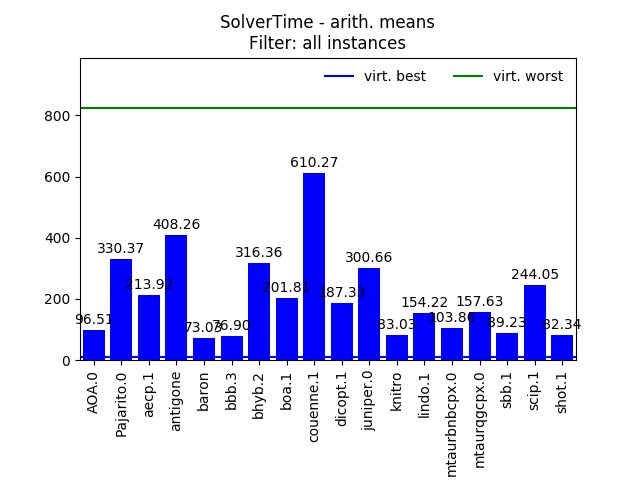 SolverTime - arith. means
Filter: all instances
virt. best
virt. worst
800
600
400
200
0
96.51
330.37
213.92
408.26
73.03
76.90
316.36
201.81
610.27
187.33
300.66
83.03
154.22
103.86
157.63
89.23
244.05
82.34
AOA.0
Pajarito.0
aecp.1
antigone
baron
bbb.3
bhyb.2
boa.1
couenne.1
dicopt.1
juniper.0
knitro
lindo.1
mtaurbnbcpx.0
mtaurqgcpx.0
sbb.1
scip.1
shot.1